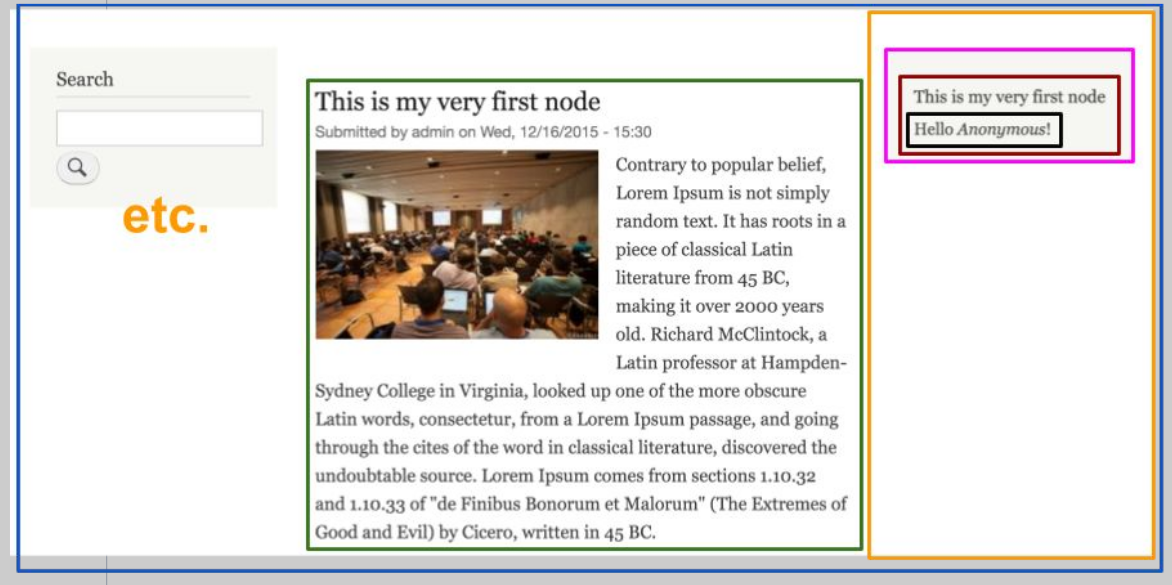 Search
etc.
This is my very first node
Submitted by admin on Wed, 12/16/2015 - 15:30
Contrary to popular belief,
Lorem Ipsum is not simply
random text. It has roots in a
piece of classical Latin
literature from 45 BC,
making it over 2000 years
old. Richard McClintock, a
Latin professor at Hampden-
Sydney College in Virginia, looked up one of the more obscure
Latin words, consectetur, from a Lorem Ipsum passage, and going
through the cites of the word in classical literature, discovered the
undoubtable source. Lorem Ipsum comes from sections 1.10.32
and 1.10.33 of "de Finibus Bonorum et Malorum" (The Extremes of
Good and Evil) by Cicero, written in 45 BC.
This is my very first node
Hello Anonymous!